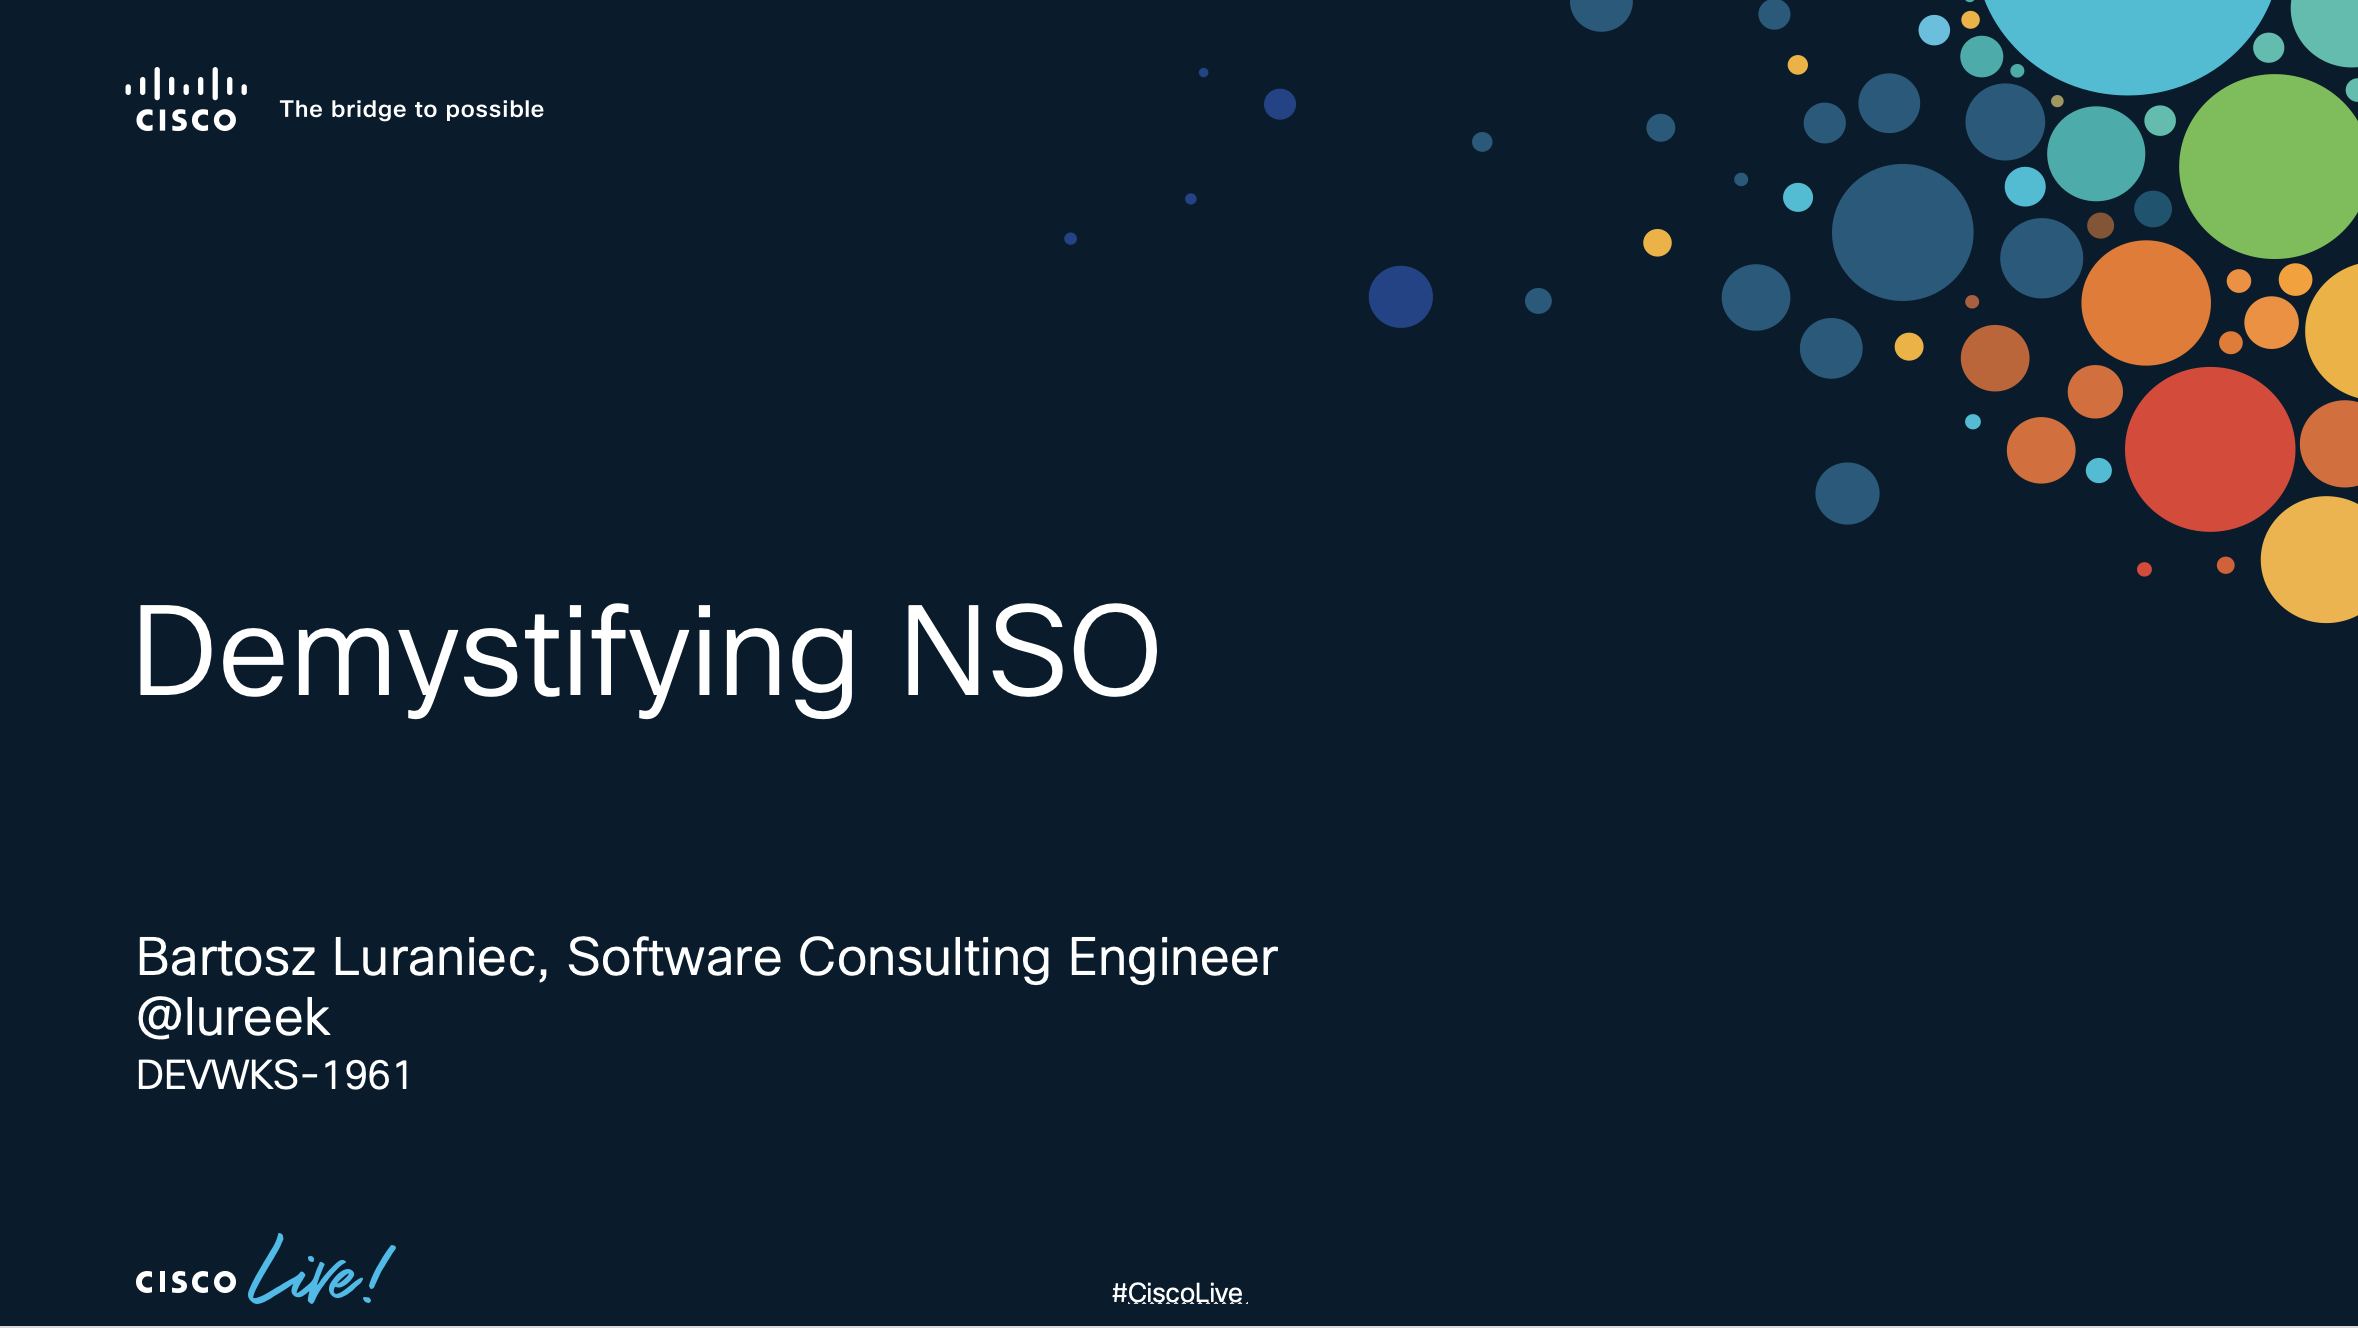 CISCO
The bridge to possible
Demystifying NSO
Bartosz Luraniec, Software Consulting Engineer
@lureek
DEVWKS-1961
CISCO Live!
#CiscoLive